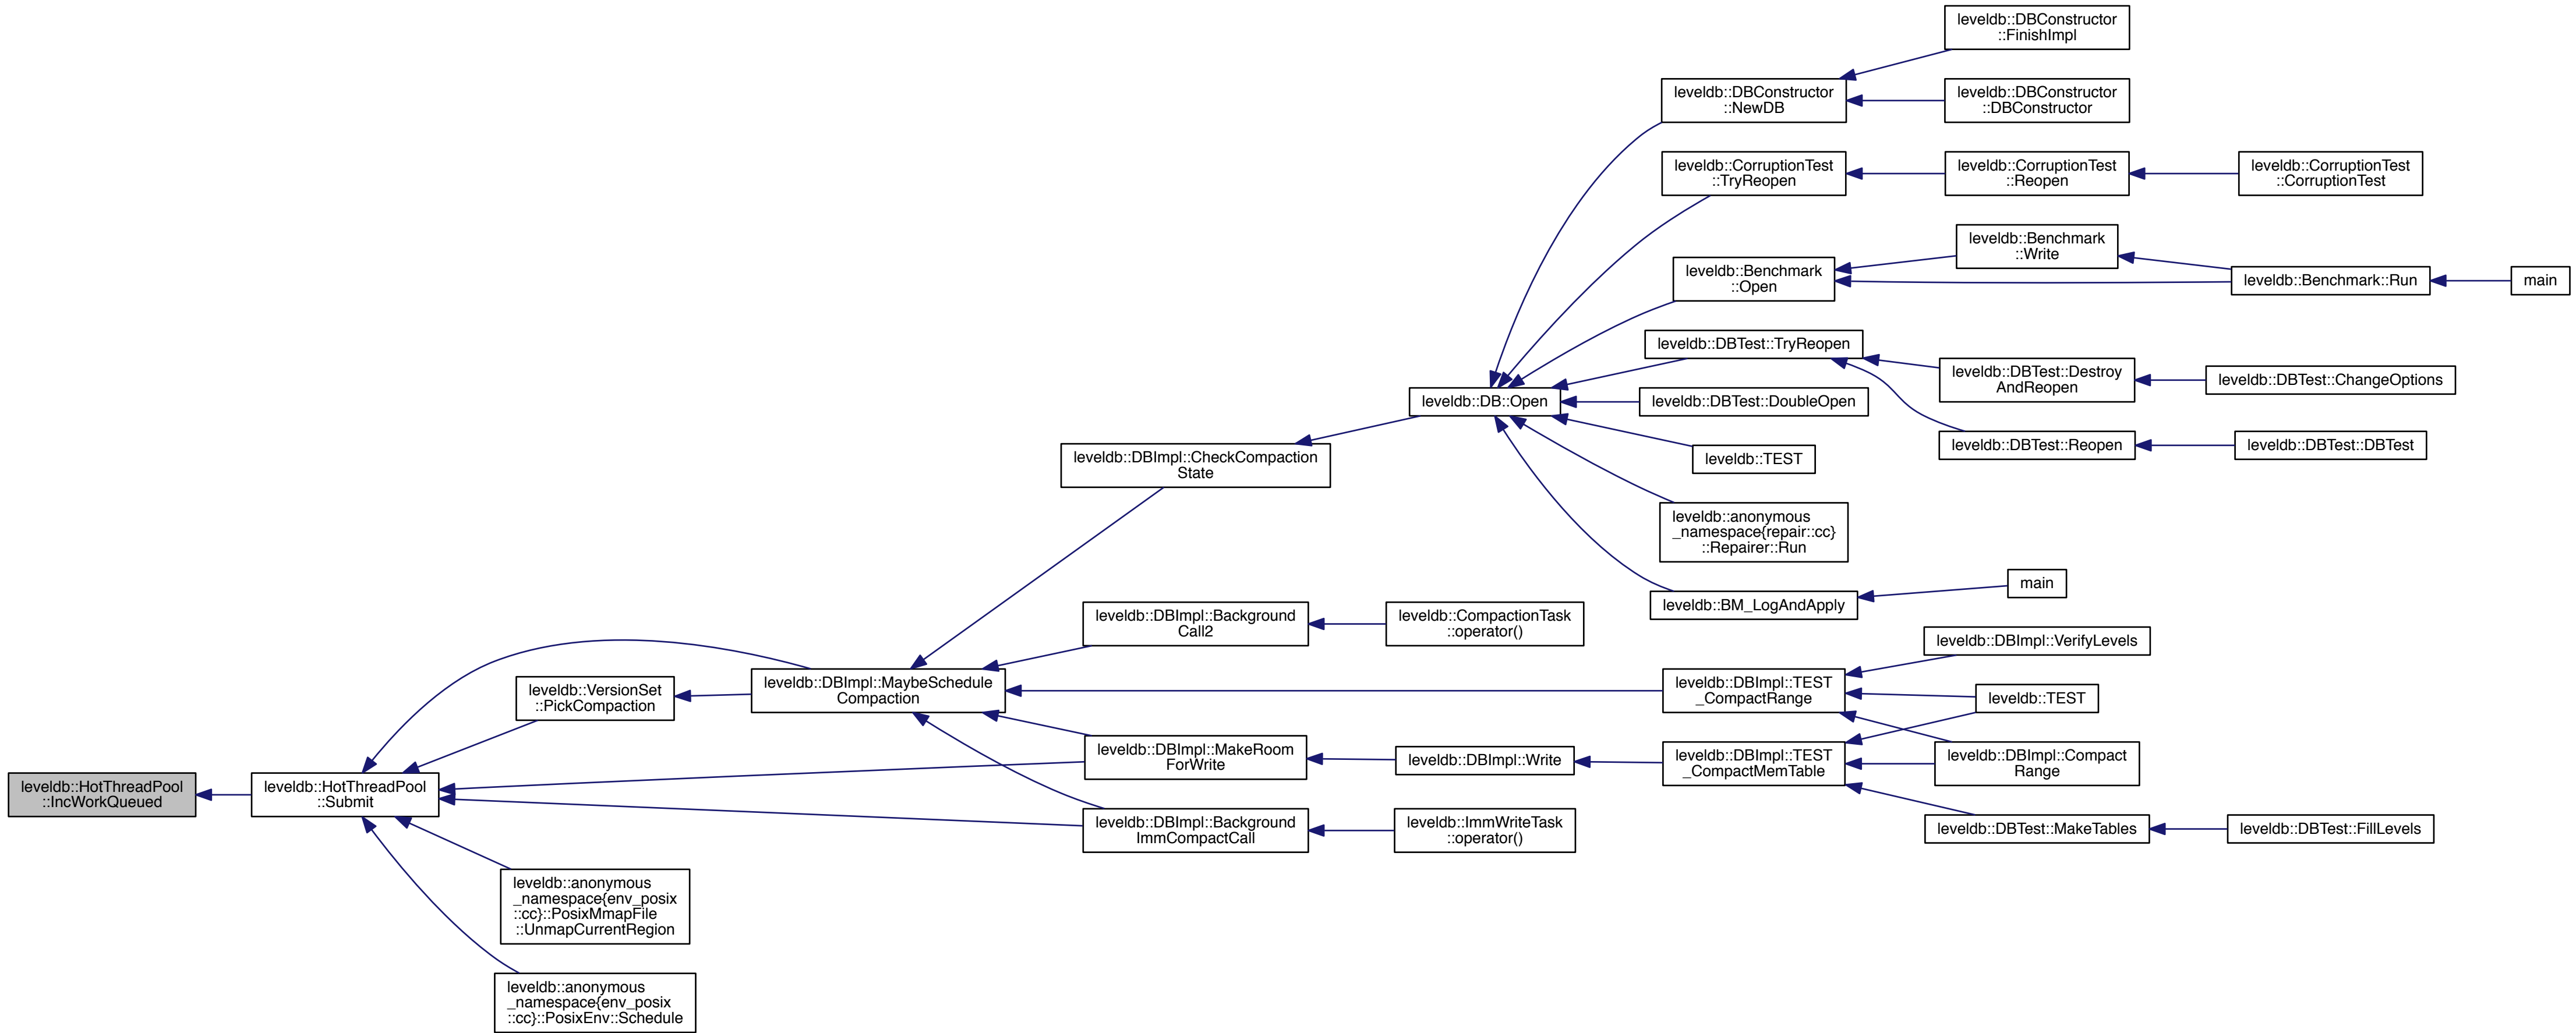 leveldb::HotThreadPool
::IncWorkQueued
leveldb::HotThreadPool
::Submit
leveldb::VersionSet
::PickCompaction
leveldb::anonymous
_namespace{env_posix
::cc}::PosixMmapFile
::UnmapCurrentRegion
leveldb::anonymous
_namespace{env_posix
::cc}::PosixEnv::Schedule
leveldb::DBImpl::MaybeSchedule
Compaction
leveldb::DBImpl::CheckCompaction
State
leveldb::DBImpl::Background
Call2
leveldb::DBImpl::MakeRoom
ForWrite
leveldb::DBImpl::Background
ImmCompactCall
leveldb::DB::Open
leveldb::CompactionTask
::operator()
leveldb::DBImpl::Write
leveldb::ImmWriteTask
::operator()
leveldb::DBConstructor
::NewDB
leveldb::CorruptionTest
::TryReopen
leveldb::Benchmark
::Open
leveldb::DBTest::TryReopen
leveldb::DBTest::DoubleOpen
leveldb::TEST
leveldb::anonymous
_namespace{repair::cc}
::Repairer::Run
leveldb::BM_LogAndApply
leveldb::DBImpl::TEST
_CompactRange
leveldb::DBImpl::TEST
_CompactMemTable
leveldb::DBConstructor
::FinishImpl
leveldb::DBConstructor
::DBConstructor
leveldb::CorruptionTest
::Reopen
leveldb::Benchmark
::Write
leveldb::DBTest::Destroy
AndReopen
leveldb::DBTest::Reopen
main
leveldb::DBImpl::VerifyLevels
leveldb::TEST
leveldb::DBImpl::Compact
Range
leveldb::DBTest::MakeTables
leveldb::CorruptionTest
::CorruptionTest
leveldb::Benchmark::Run
leveldb::DBTest::ChangeOptions
leveldb::DBTest::DBTest
leveldb::DBTest::FillLevels
main